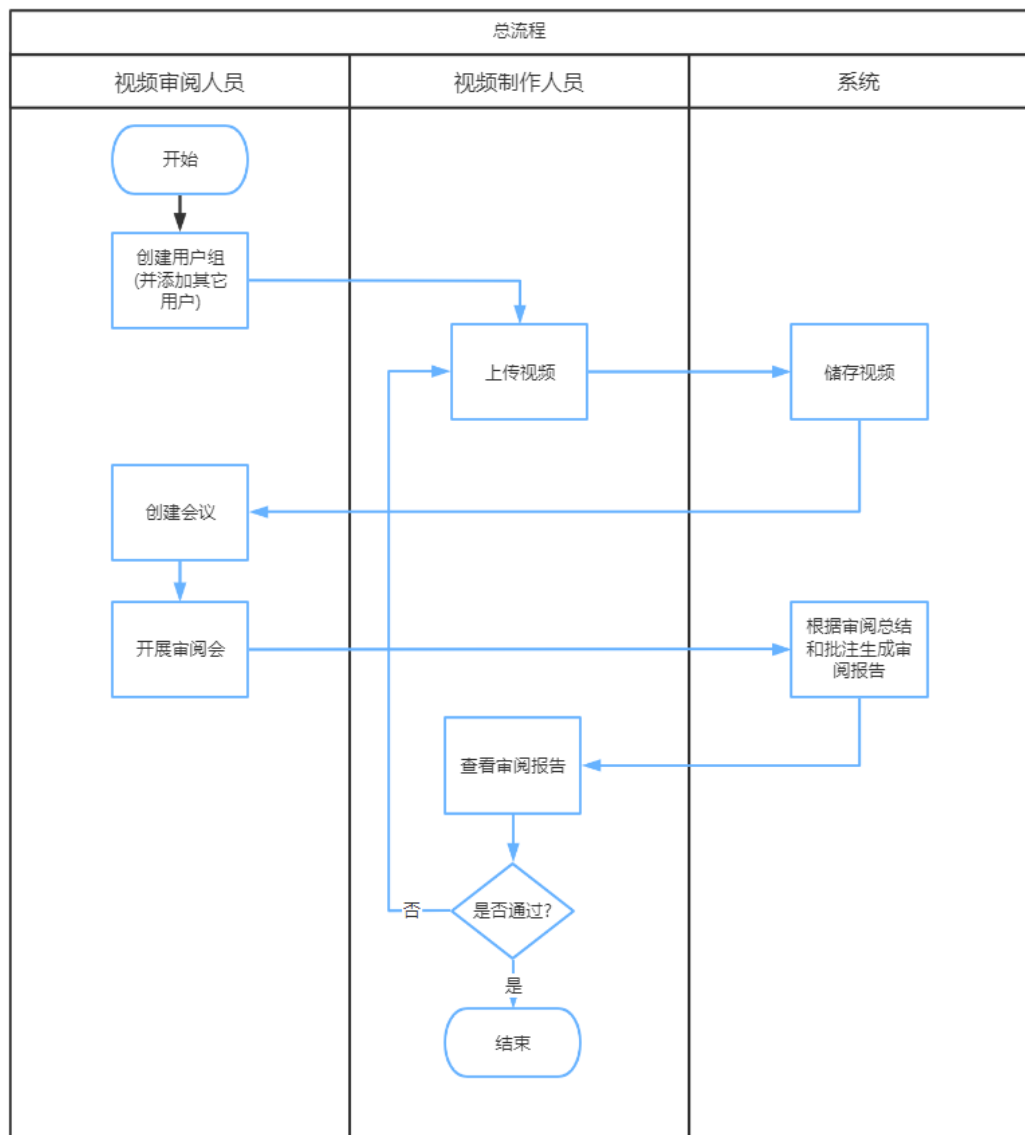 总流程
视频审阅人员
视频制作人员
系统
开始
创建用户组
(并添加其它
用户)
上传视频
储存视频
创建会议
开展审阅会
根据审阅总结
和批注生成审
阅报告
查看审阅报告
是否通过?
否
是
结束